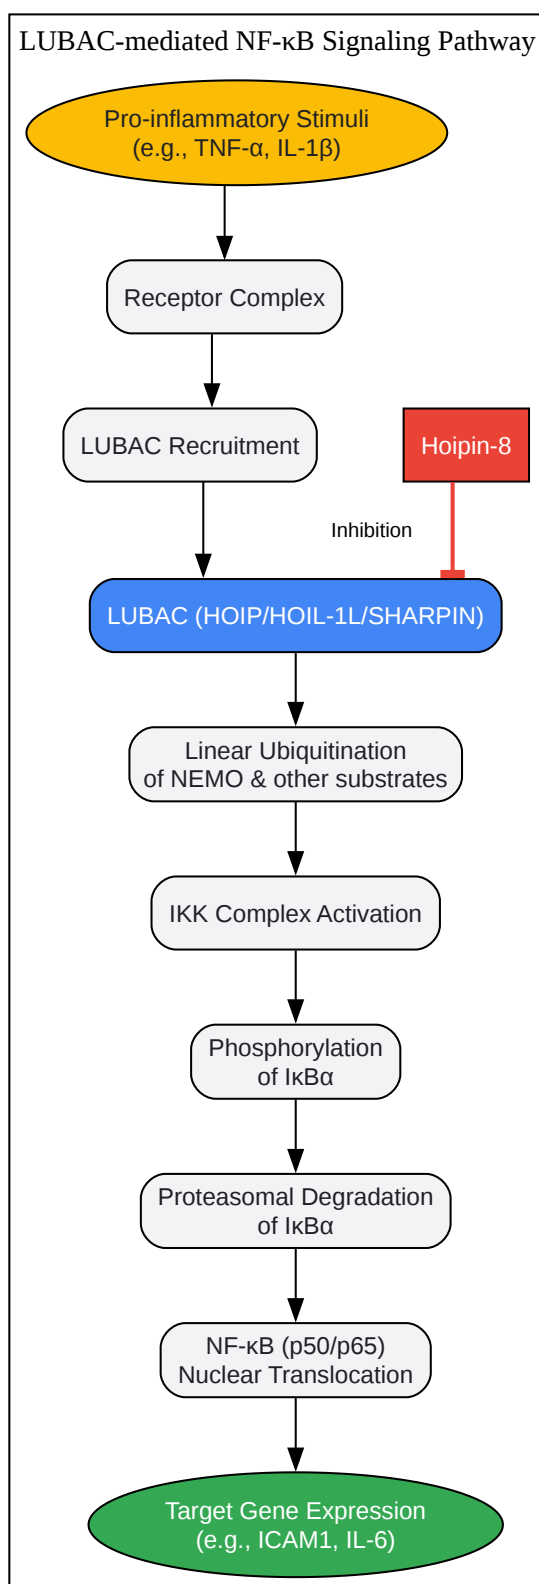 LUBAC-mediated NF-κB Signaling Pathway
Pro-inflammatory Stimuli
(e.g., TNF-α, IL-1β)
Receptor Complex
LUBAC Recruitment
Hoipin-8
Inhibition
LUBAC (HOIP/HOIL-1L/SHARPIN)
Linear Ubiquitination
of NEMO & other substrates
IKK Complex Activation
Phosphorylation
of IκBα
Proteasomal Degradation
of IκBα
NF-κB (p50/p65)
Nuclear Translocation
Target Gene Expression
(e.g., ICAM1, IL-6)